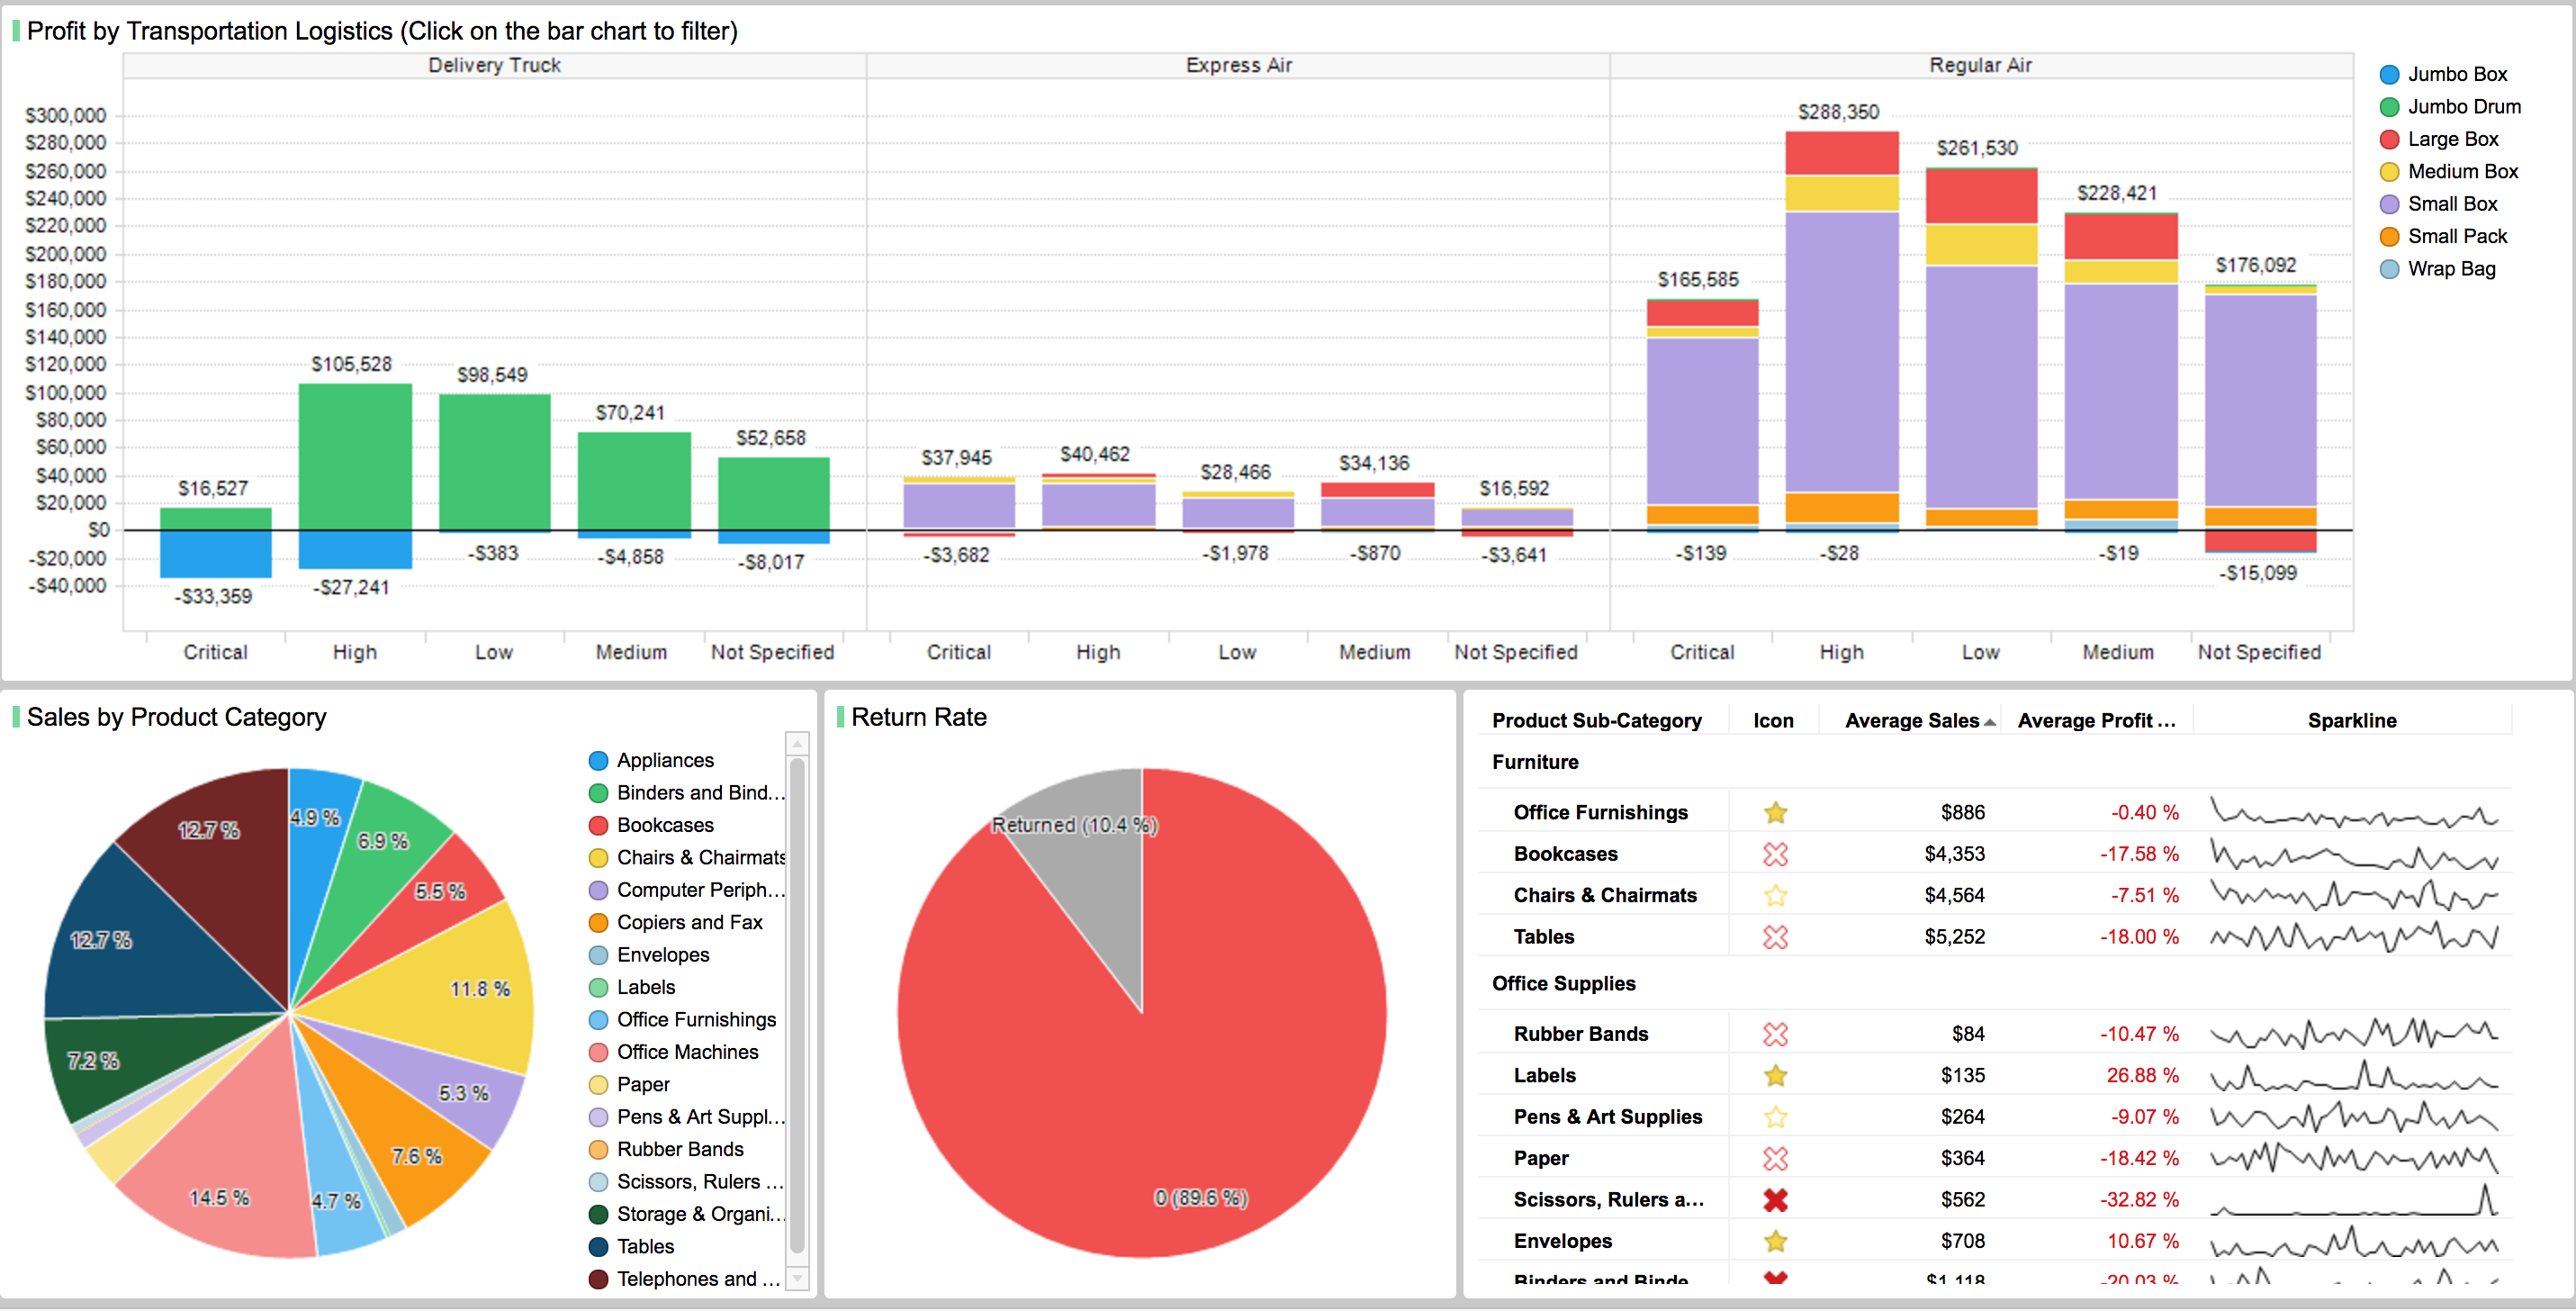 Profit by Transportation Logistics (Click on the bar chart to filter)
Delivery Truck Express Air Regular Air
$300,000
$280,000
$260,000
$240,000
$220,000
$200,000
$180,000
$160,000
$140,000
$120,000
$100,000
$80,000
$60,000
$40,000
$20,000
$0
-$20,000
-$40,000
$16,527 $105,528 $98,549 $70,241 $52,658
-$33,359 -$27,241 -$383 -$4,858 -$8,017
$37,945 $40,462 $28,466 $34,136 $16,592
-$3,682 -$1,978 -$870 -$3,641
$165,585 $288,350 $261,530 $228,421 $176,092
-$139 -$28 -$19 -$15,099
Critical High Low Medium Not Specified Critical High Low Medium Not Specified Critical High Low Medium Not Specified
Jumbo Box
Jumbo Drum
Large Box
Medium Box
Small Box
Small Pack
Wrap Bag
Sales by Product Category
4.9 %
6.9 %
5.5 %
11.8 %
5.3 %
7.6 %
4.7 %
14.5 %
7.2 %
12.7 %
12.7 %
Appliances
Binders and Bind...
Bookcases
Chairs & Chairmats
Computer Periph...
Copiers and Fax
Envelopes
Labels
Office Furnishings
Office Machines
Paper
Pens & Art Suppl...
Rubber Bands
Scissors, Rulers ...
Storage & Organi...
Tables
Telephones and ...
Return Rate
Returned (10.4 %)
0 (89.6 %)
Product Sub-Category Icon Average Sales Average Profit ... Sparkline
Furniture
Office Furnishings $886 -0.40 %
Bookcases $4,353 -17.58 %
Chairs & Chairmats $4,564 -7.51 %
Tables $5,252 -18.00 %
Office Supplies
Rubber Bands $84 -10.47 %
Labels $135 26.88 %
Pens & Art Supplies $264 -9.07 %
Paper $364 -18.42 %
Scissors, Rulers a... $562 -32.82 %
Envelopes $708 10.67 %
Binders and Binde $1,118 -20.03 %